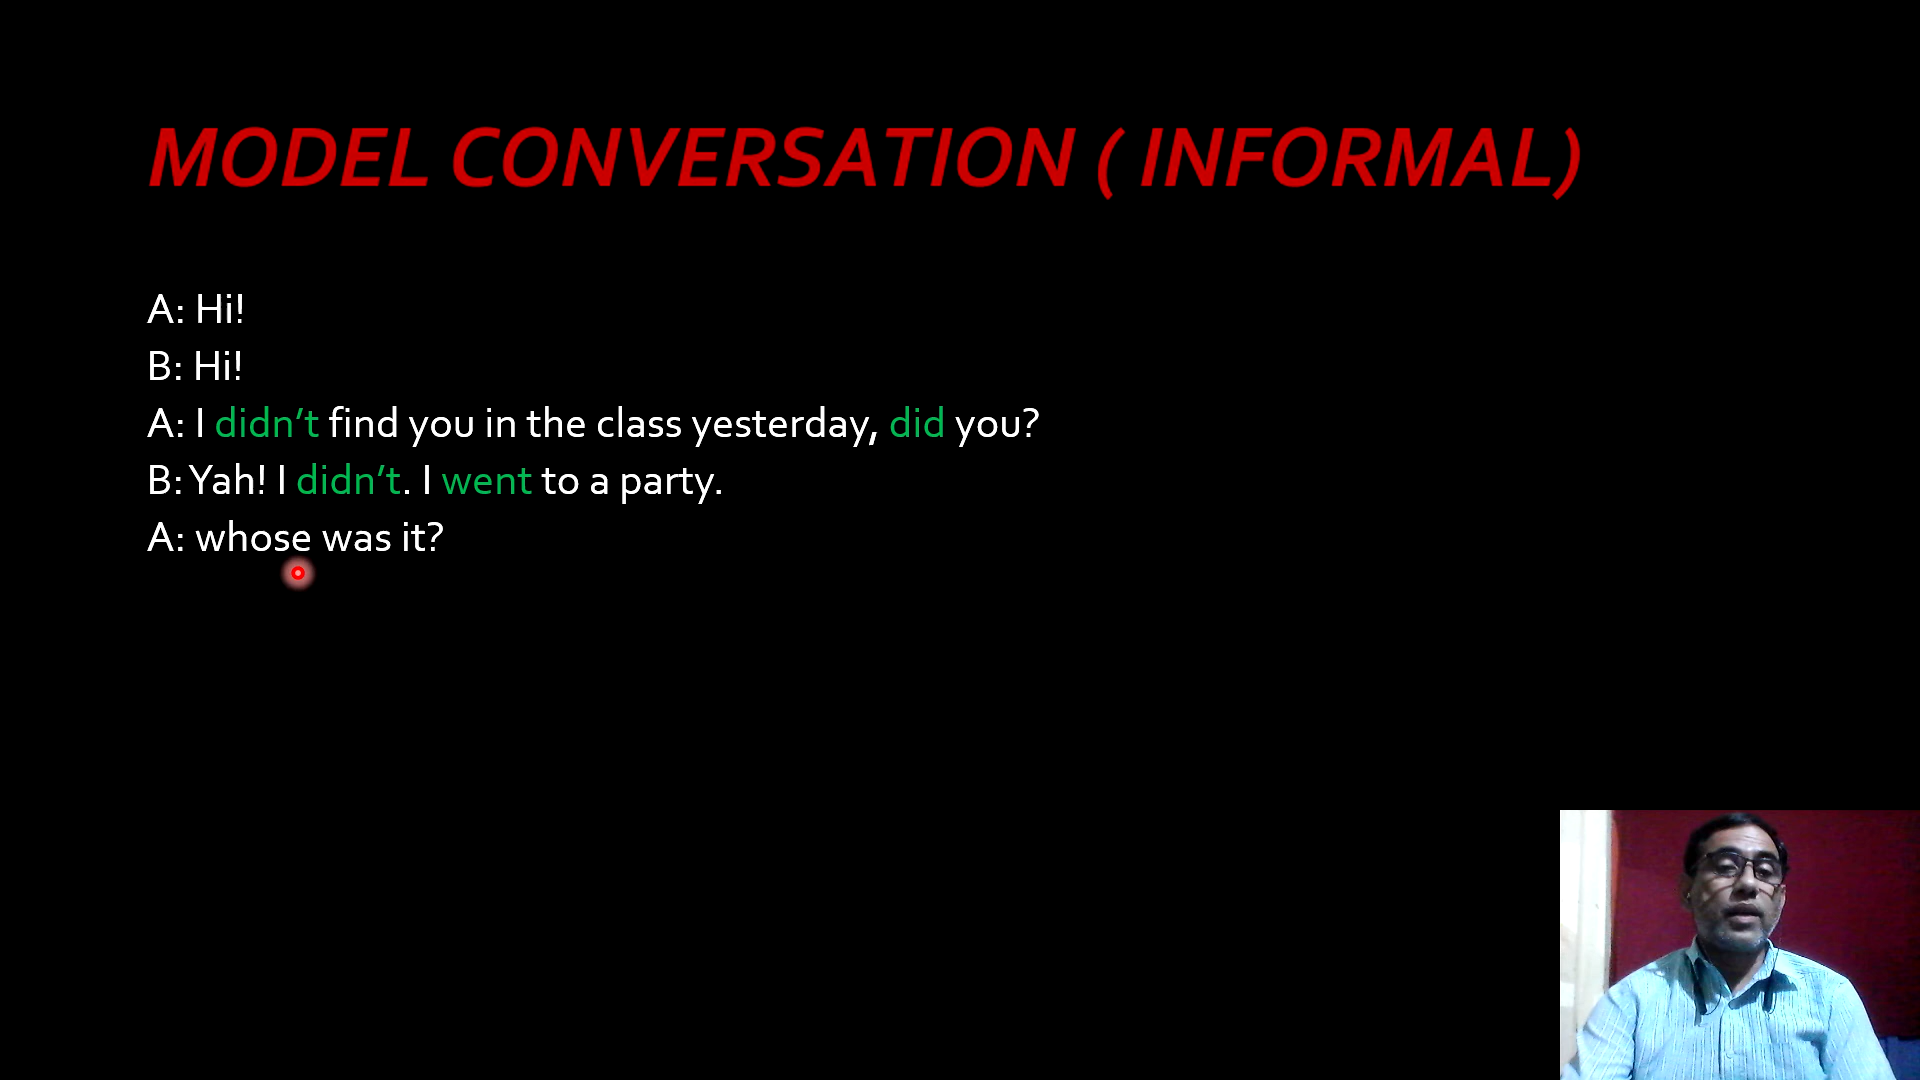 MODEL CONVERSATION ( INFORMAL)
A: Hi!
B: Hi!
A: I didn’t find you in the class yesterday, did you?
B: Yah! I didn’t. I went to a party.
A: whose was it?